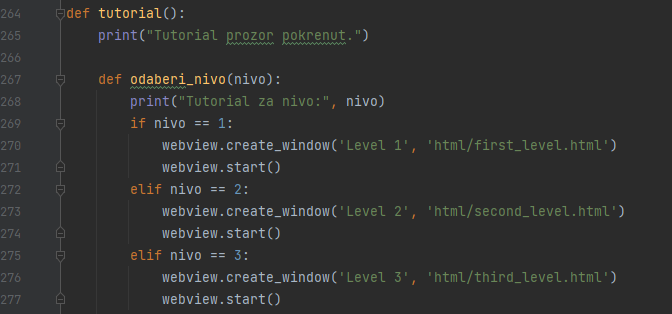 264 def tutorial():
265     print("Tutorial prozor pokrenut.")
266
267     def odaberi_nivo(nivo):
268         print("Tutorial za nivo:", nivo)
269         if nivo == 1:
270             webview.create_window('Level 1', 'html/first_level.html')
271             webview.start()
272         elif nivo == 2:
273             webview.create_window('Level 2', 'html/second_level.html')
274             webview.start()
275         elif nivo == 3:
276             webview.create_window('Level 3', 'html/third_level.html')
277             webview.start()